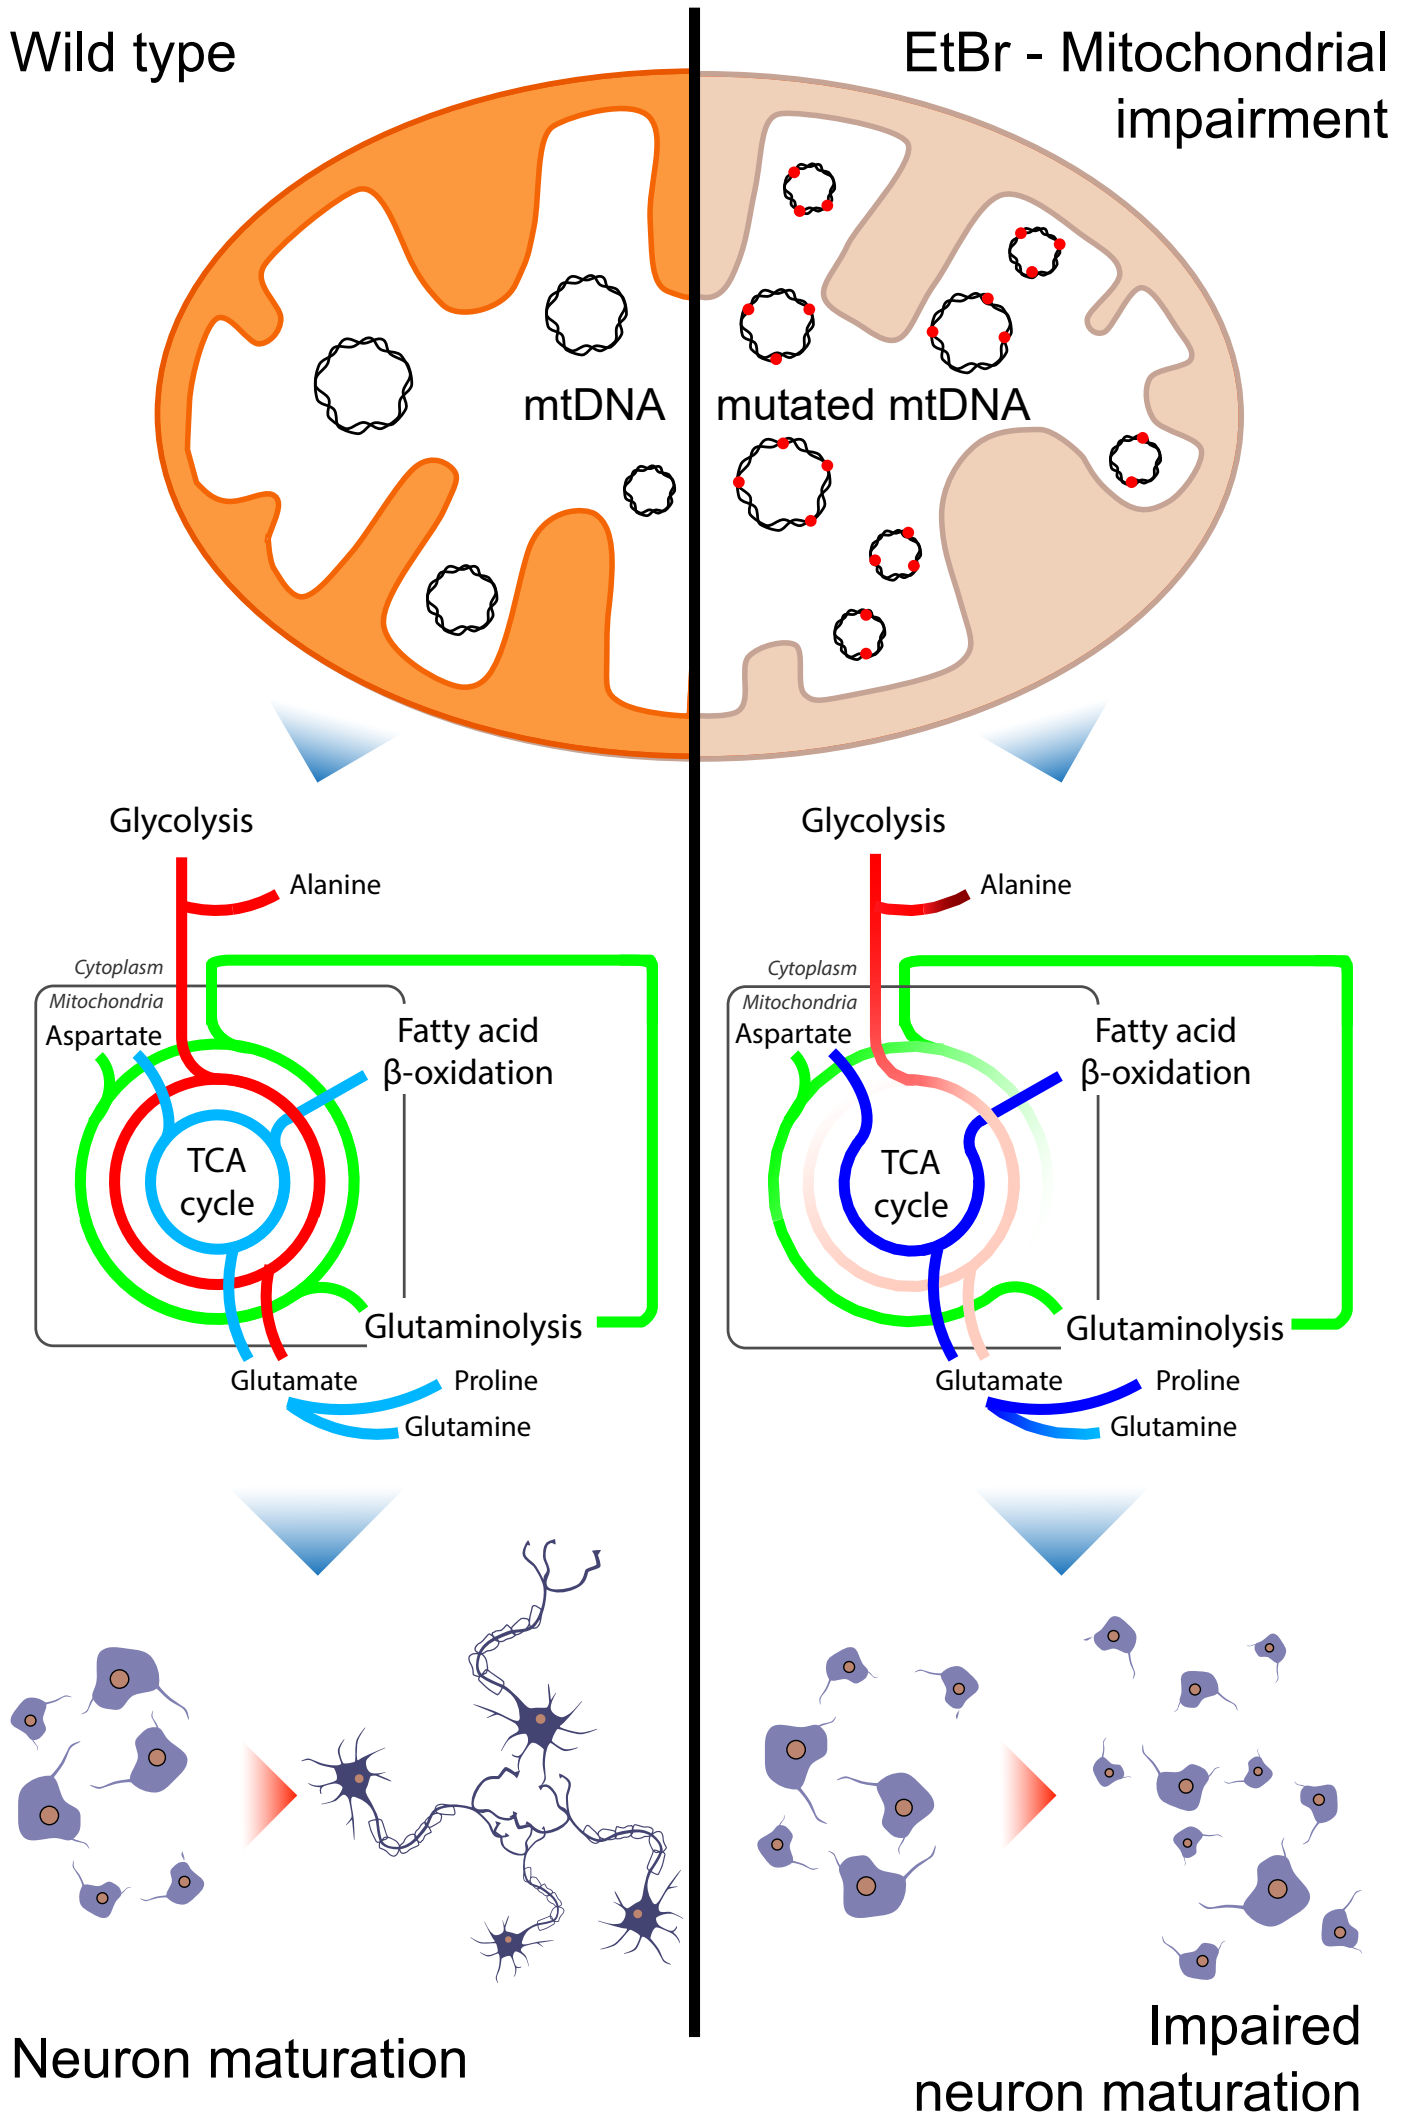 Wild type
EtBr - Mitochondrial
impairment
mtDNA
mutated mtDNA
Glycolysis
Alanine
Cytoplasm
Mitochondria
Aspartate
Fatty acid
β-oxidation
TCA
cycle
Glutaminolysis
Glutamate
Proline
Glutamine
Glycolysis
Alanine
Cytoplasm
Mitochondria
Aspartate
Fatty acid
β-oxidation
TCA
cycle
Glutaminolysis
Glutamate
Proline
Glutamine
Neuron maturation
Impaired
neuron maturation